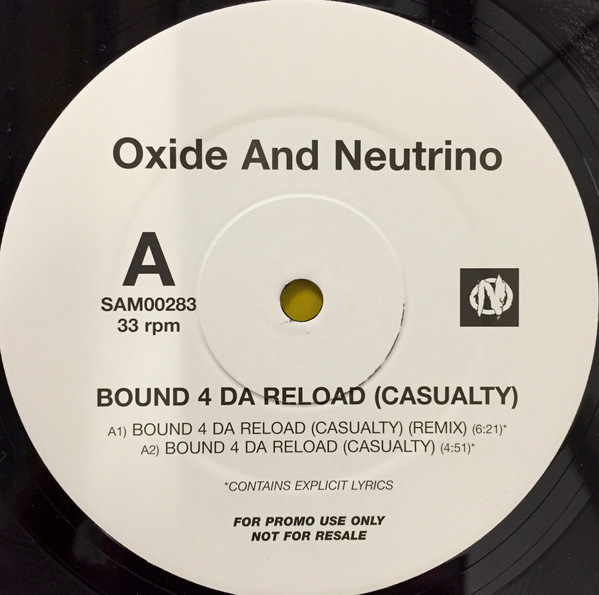 Oxide And Neutrino
A
SAM00283
33 rpm
BOUND 4 DA RELOAD (CASUALTY)
A1) BOUND 4 DA RELOAD (CASUALTY) (REMIX) (6:21)*
A2) BOUND 4 DA RELOAD (CASUALTY) (4:51)*
*CONTAINS EXPLICIT LYRICS
FOR PROMO USE ONLY
NOT FOR RESALE